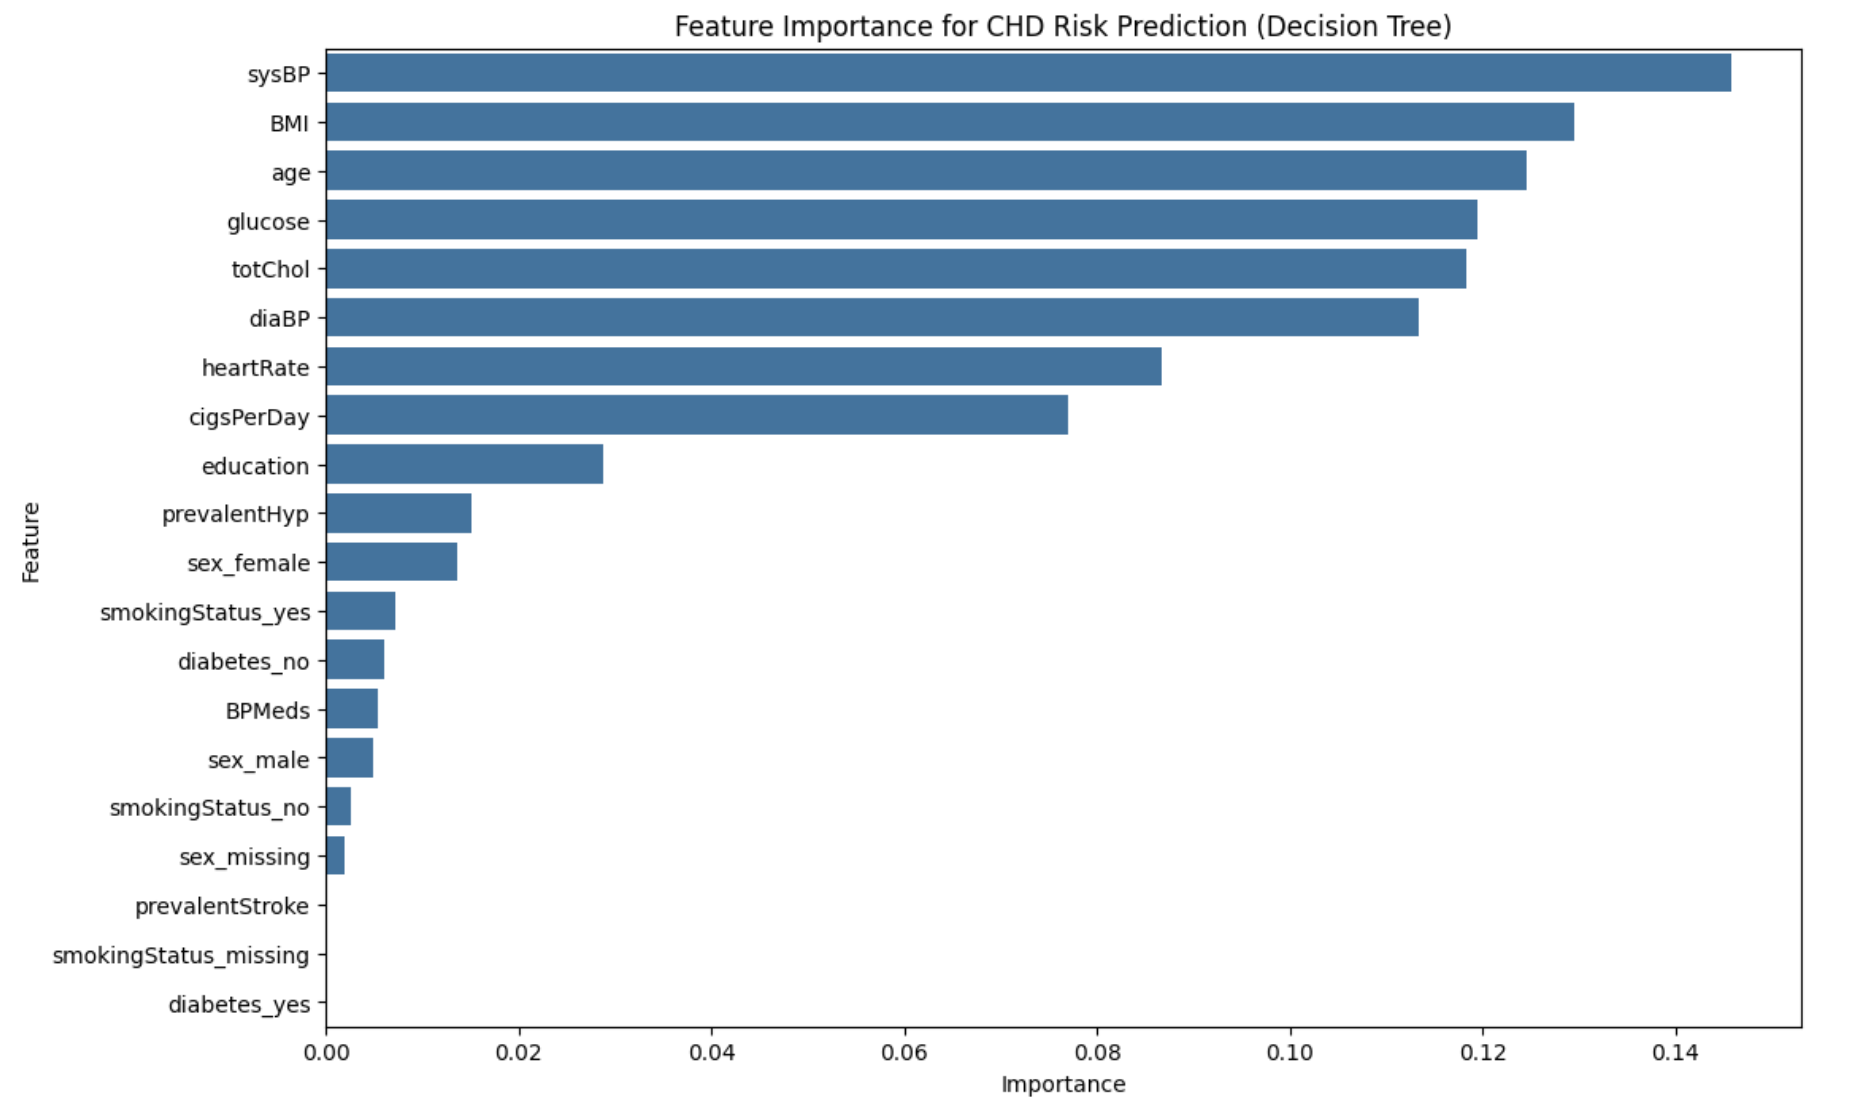 Feature Importance for CHD Risk Prediction (Decision Tree)
sysBP
BMI
age
glucose
totChol
diaBP
heartRate
cigsPerDay
education
prevalentHyp
sex_female
smokingStatus_yes
diabetes_no
BPMeds
sex_male
smokingStatus_no
sex_missing
prevalentStroke
smokingStatus_missing
diabetes_yes
Feature
0.00 0.02 0.04 0.06 0.08 0.10 0.12 0.14
Importance